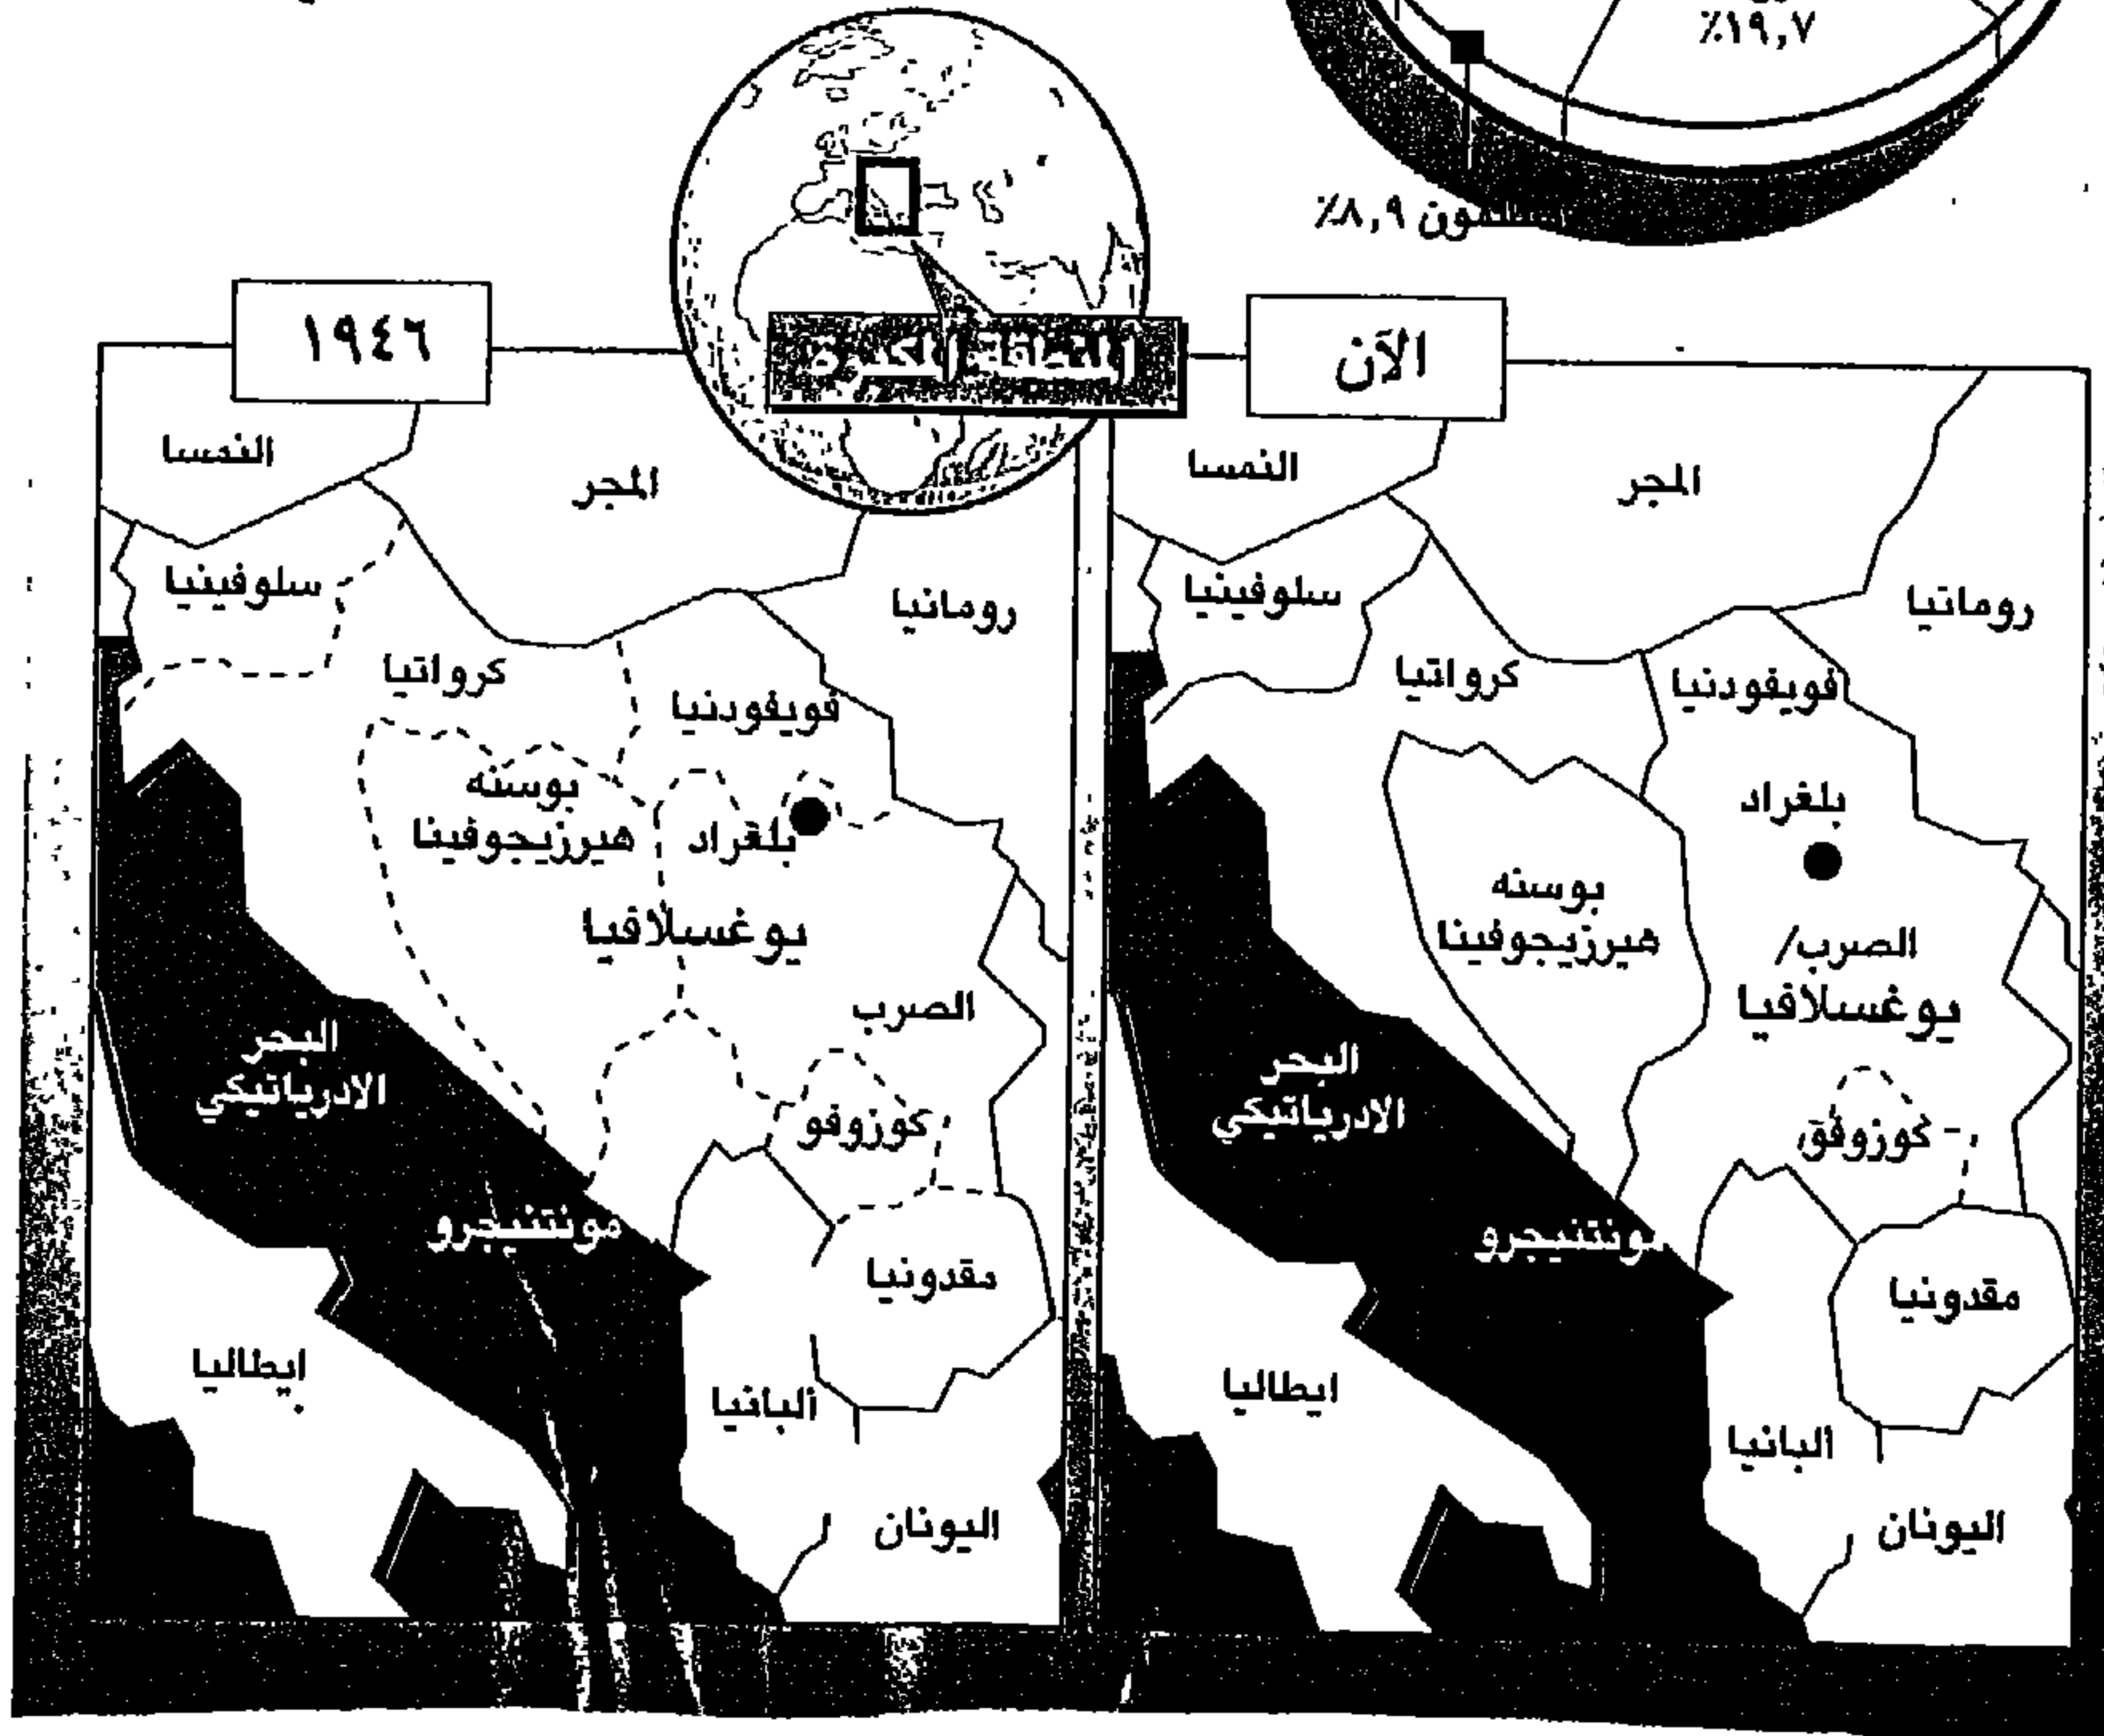 ٪١٩,٧
مسلمون ٨,٩٪
١٩٤٦
النمسا
المجر
سلوفينيا
رومانيا
كرواتيا
فويفودنيا
بوسنه
هيرزيجوفينا
بلغراد
يوغسلافيا
الصرب
البحر
الادرياتيكي
كوزوفو
مونتنيجرو
مقدونيا
إيطاليا
ألبانيا
اليونان
الآن
النمسا
المجر
سلوفينيا
رومانيا
كرواتيا
فويفودنيا
بلغراد
بوسنه
هيرزيجوفينا
الصرب/
يوغسلافيا
البحر
الادرياتيكي
كوزوفو
مونتنيجرو
مقدونيا
ايطاليا
البانيا
اليونان